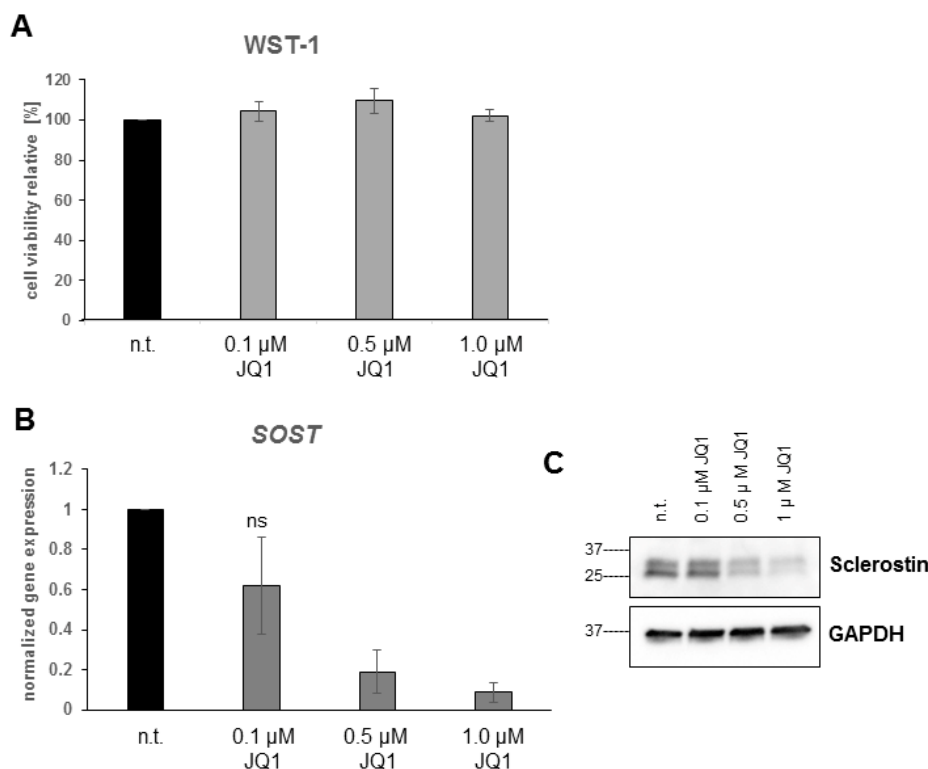 A
WST-1
cell viability relative [%]
120
100
80
60
40
20
0
n.t.
0.1 µM
JQ1
0.5 µM
JQ1
1.0 µM
JQ1
B
SOST
normalized gene expression
1.2
1
0.8
0.6
0.4
0.2
0
ns
n.t.
0.1 µM
JQ1
0.5 µM
JQ1
1.0 µM
JQ1
C
n.t.
0.1 µM JQ1
0.5 µ M JQ1
1 µ M JQ1
37-----
25-----
Sclerostin
37-----
GAPDH